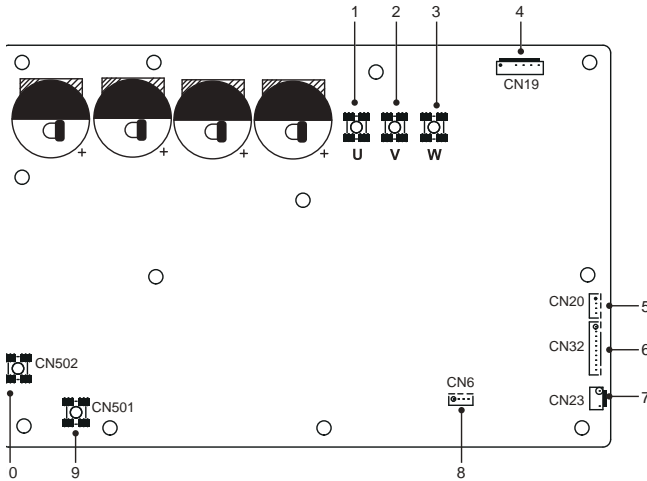 1 2 3 4
CN19
+ + + +
U V W
CN20 5
CN32 6
CN502
CN6
CN23 7
CN501
0 9 8